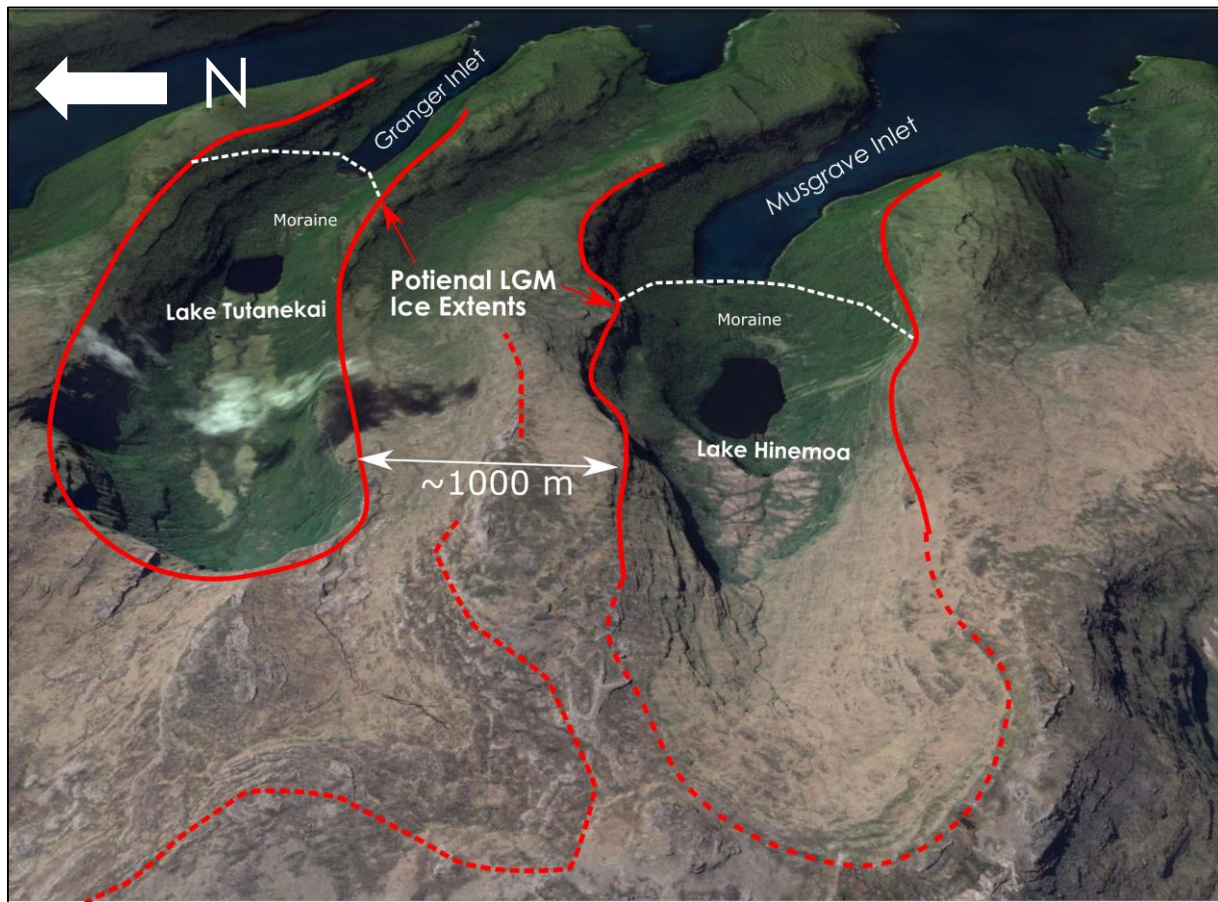 N
Granger Inlet
Musgrave Inlet
Moraine
Potienal LGM
Ice Extents
Lake Tutanekai
Moraine
Lake Hinemoa
~1000 m